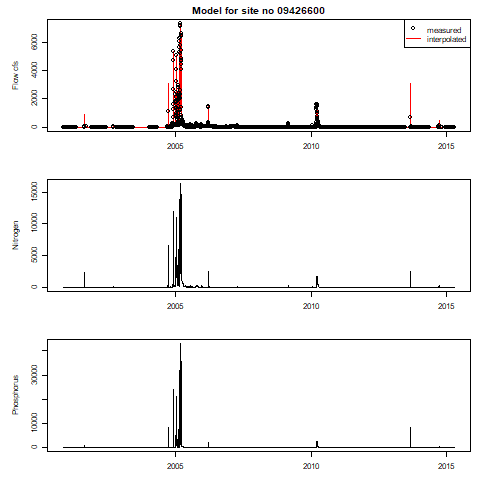 Model for site no 09426600
measured
interpolated
Flow cfs
0 2000 4000 6000
2005 2010 2015
Nitrogen
0 5000 10000 15000
2005 2010 2015
Phosphorus
0 10000 30000
2005 2010 2015